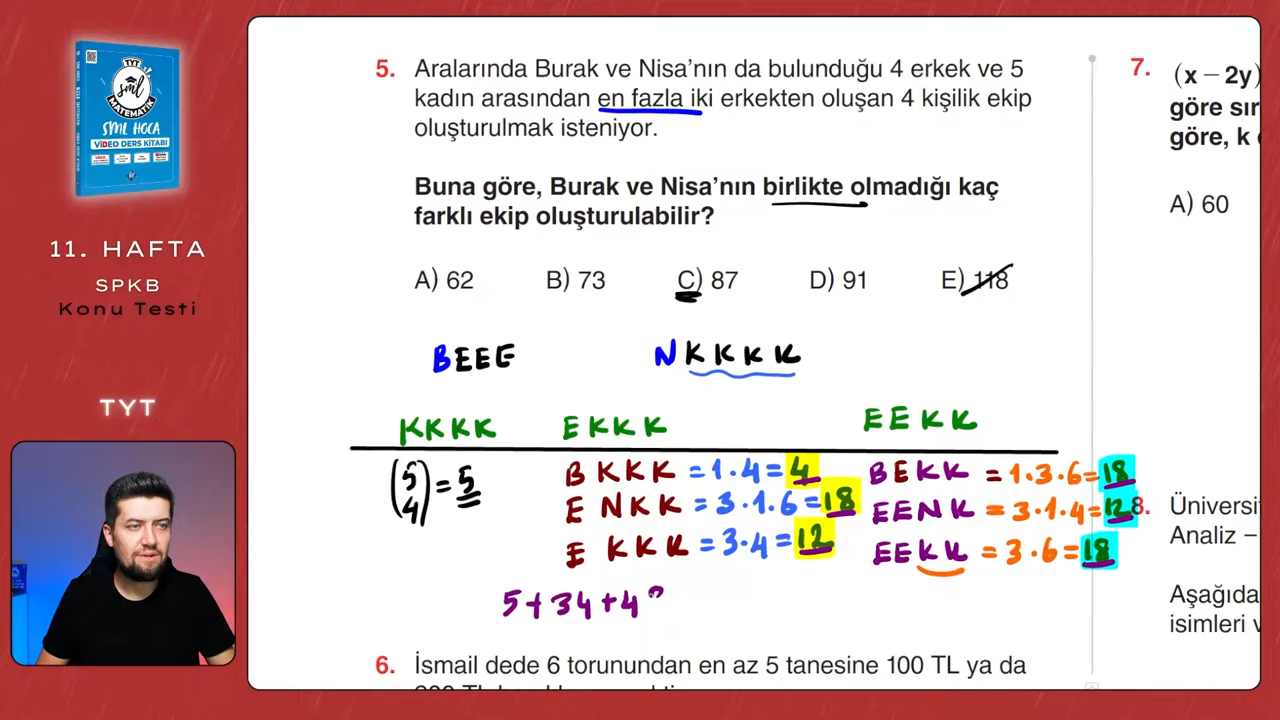 TYT
sml
MATEMATİK
SML HOCA
VİDEO DERS KİTABI
11. HAFTA
SPKB
Konu Testi
TYT
5. Aralarında Burak ve Nisa'nın da bulunduğu 4 erkek ve 5
kadın arasından en fazla iki erkekten oluşan 4 kişilik ekip
oluşturulmak isteniyor.
Buna göre, Burak ve Nisa'nın birlikte olmadığı kaç
farklı ekip oluşturulabilir?
A) 62 B) 73 C) 87 D) 91 E) 118
BEEE NKKKK
KKKK EKKK EEKK
(5 4) = 5
BKKK = 1·4 = 4
ENKK = 3·1·6 = 18
EKKK = 3·4 = 12
BEKK = 1·3·6 = 18
EENK = 3·1·4 = 12
EEKK = 3·6 = 18
5+34+4
6. İsmail dede 6 torunundan en az 5 tanesine 100 TL ya da
7. (x – 2y)
göre sır
göre, k
A) 60
8. Üniversi
Analiz –
Aşağıda
isimleri v